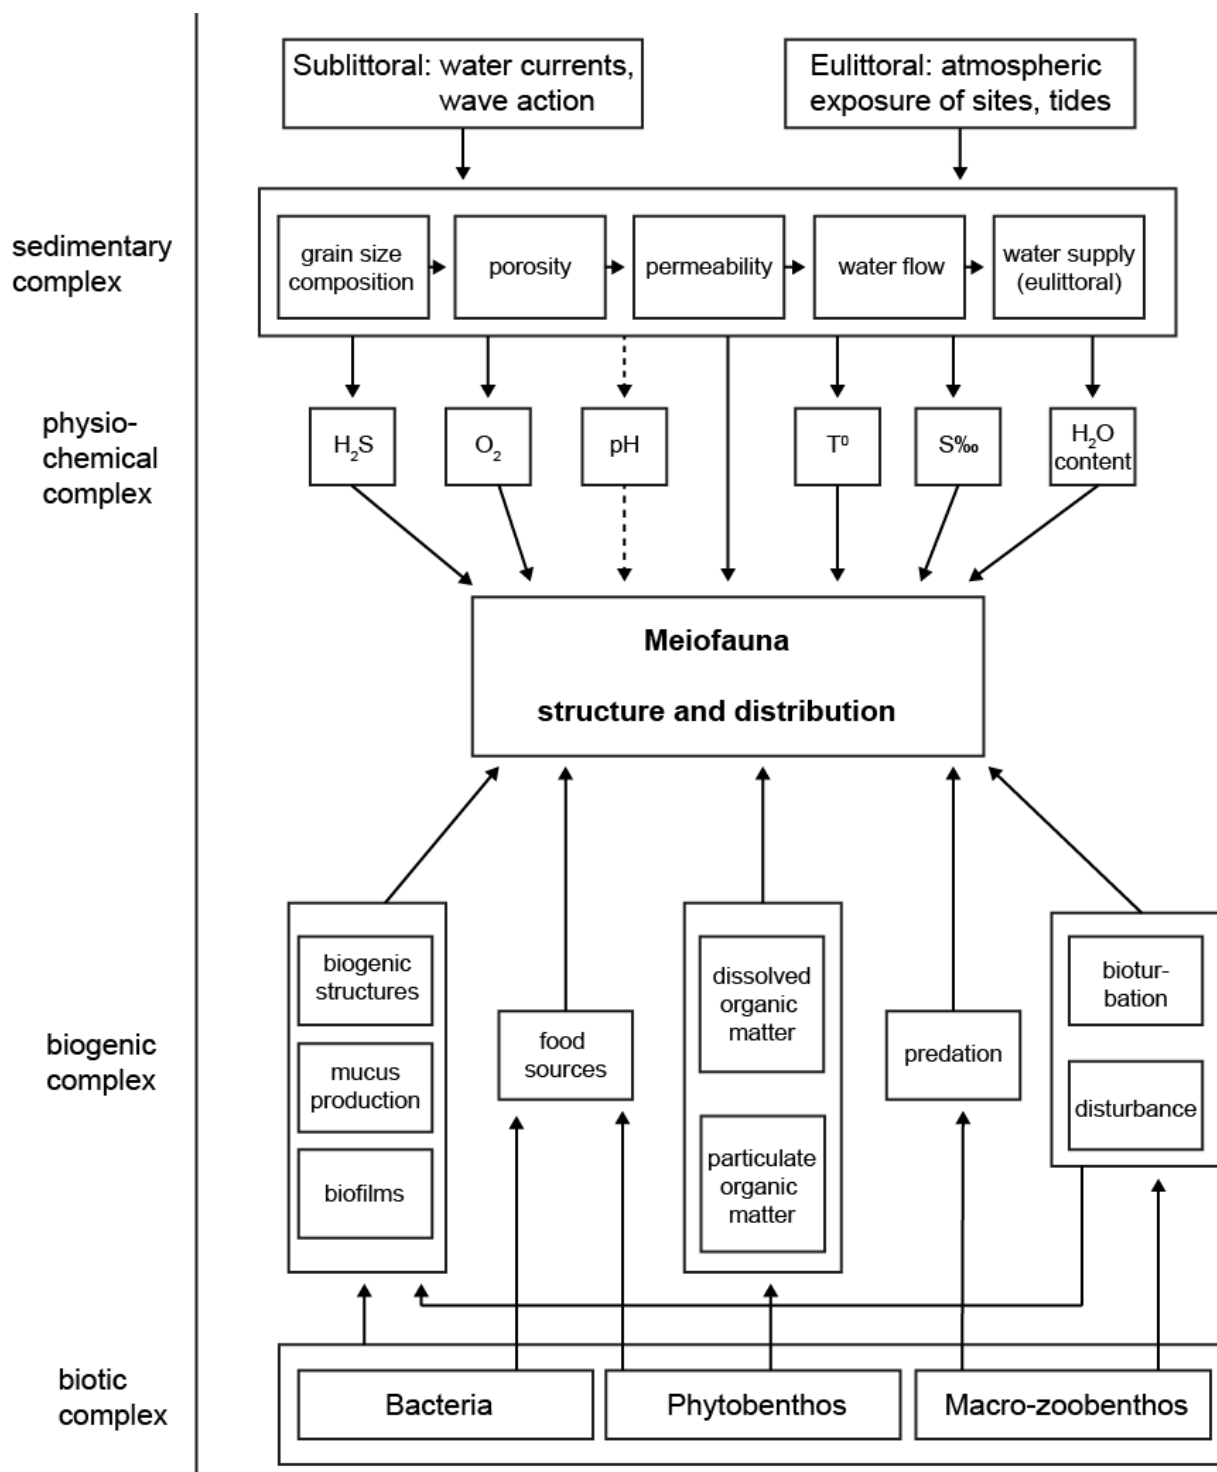 Sublittoral: water currents,
wave action
Eulittoral: atmospheric
exposure of sites, tides
sedimentary
complex
grain size
composition
porosity
permeability
water flow
water supply
(eulittoral)
physio-
chemical
complex
H₂S
O₂
pH
T⁰
S‰
H₂O
content
Meiofauna
structure and distribution
biogenic
complex
biogenic
structures
mucus
production
biofilms
food
sources
dissolved
organic
matter
particulate
organic
matter
predation
biotur-
bation
disturbance
biotic
complex
Bacteria
Phytobenthos
Macro-zoobenthos